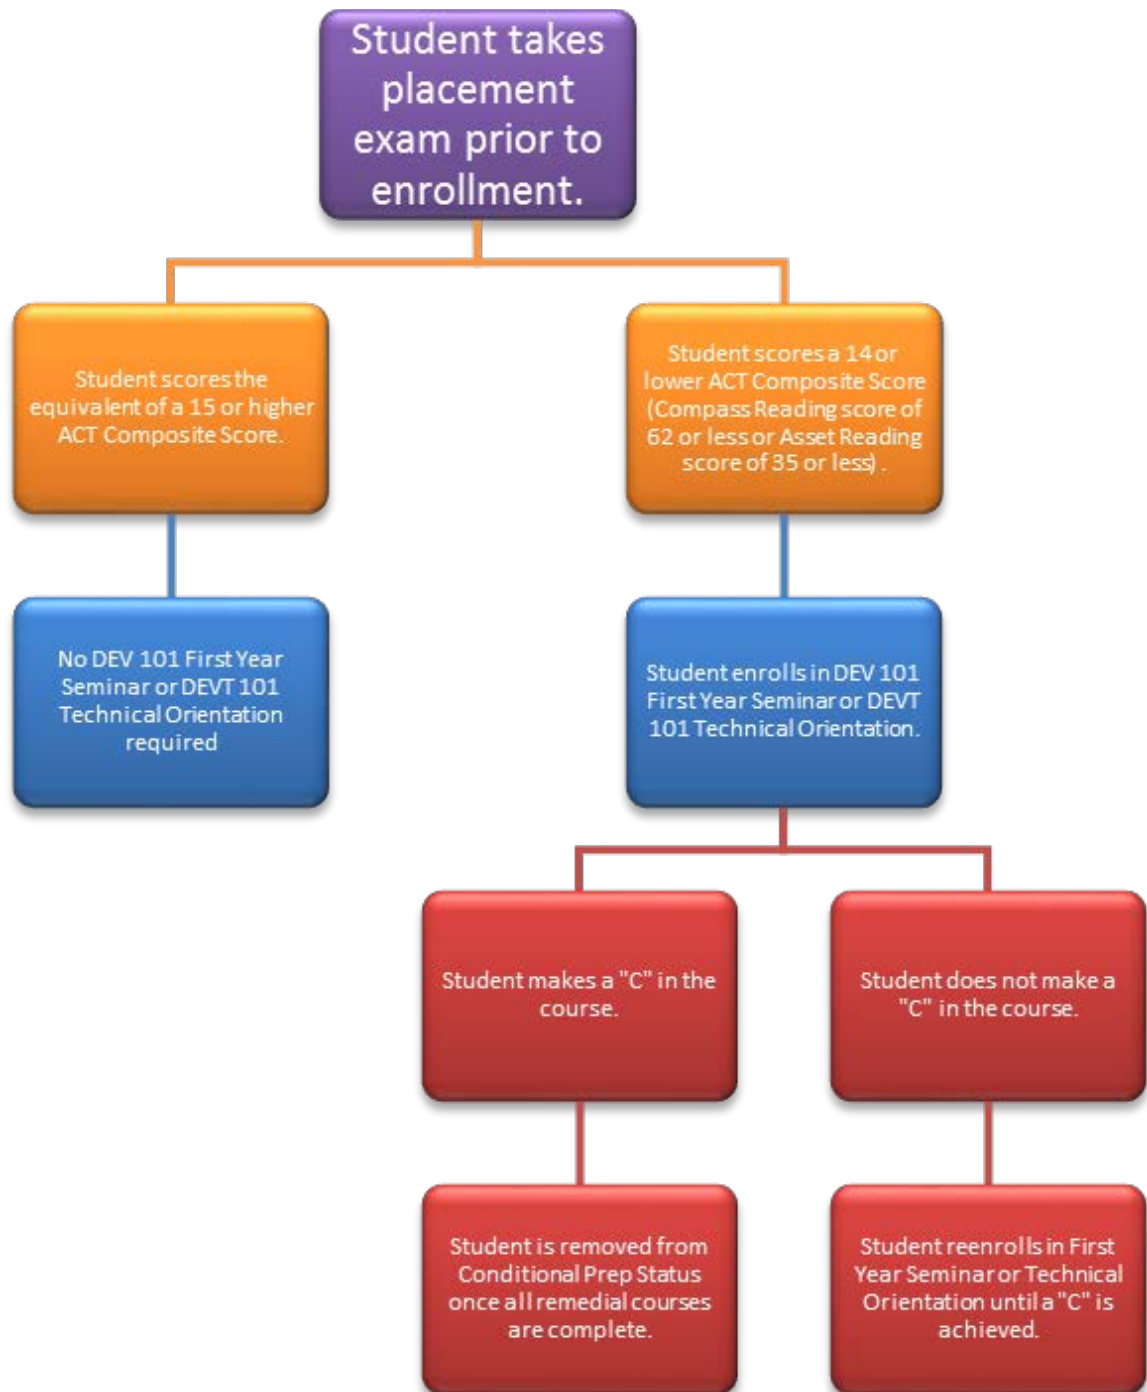 Student takes
placement
exam prior to
enrollment.
Student scores the
equivalent of a 15 or higher
ACT Composite Score.
Student scores a 14 or
lower ACT Composite Score
(Compass Reading score of
62 or less or Asset Reading
score of 35 or less) .
No DEV 101 First Year
Seminar or DEVT 101
Technical Orientation
required
Student enrolls in DEV 101
First Year Seminar or DEVT
101 Technical Orientation.
Student makes a "C" in the
course.
Student does not make a
"C" in the course.
Student is removed from
Conditional Prep Status
once all remedial courses
are complete.
Student reenrolls in First
Year Seminar or Technical
Orientation until a "C" is
achieved.